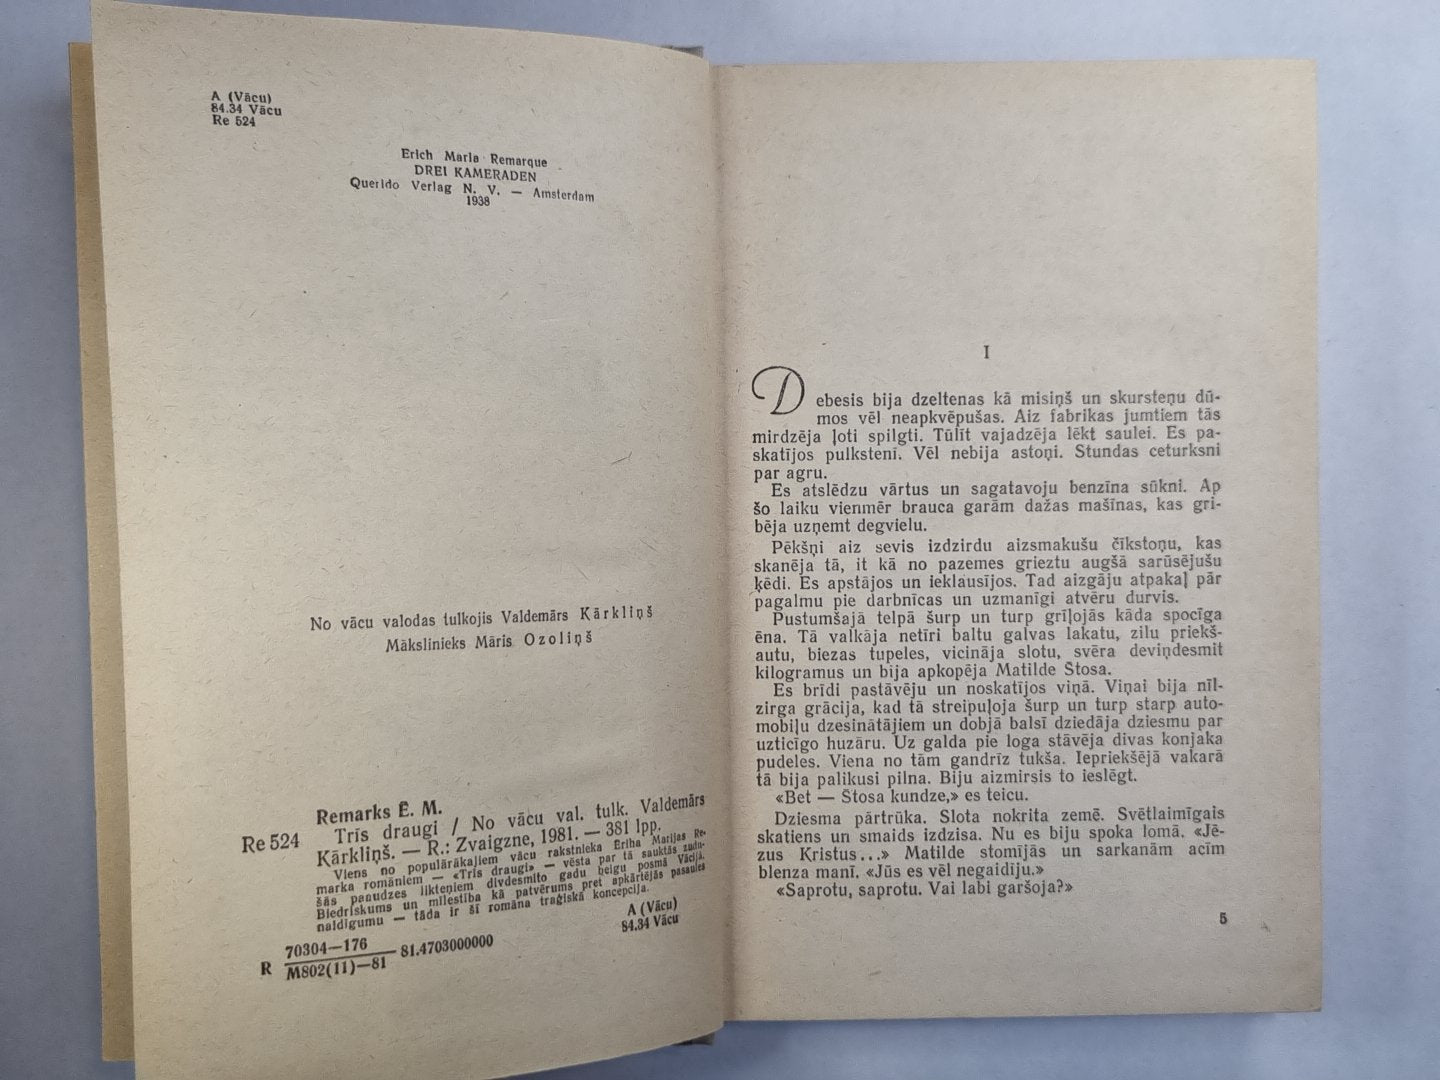 A (Vācu)
84.34 Vācu
Re 524
Erich Maria Remarque
DREI KAMERADEN
Querido Verlag N. V. — Amsterdam
1938
No vācu valodas tulkojis Valdemārs Kārkliņš
Mākslinieks Māris Ozoliņš
Remarks Ē. M.
Re 524
Trīs draugi / No vācu val. tulk. Valdemārs
Kārkliņš. — R.: Zvaigzne, 1981. — 381 lpp.
Viens no populārākajiem vācu rakstnieka Ēriha Marijas Re-
marka romāniem — «Trīs draugi» — vēsta par tā sauktās zudu-
šās paaudzes likteņiem divdesmito gadu beigu posmā Vācijā.
Biedriskums un mīlestība kā patvērums pret apkārtējās pasaules
naidīgumu — tāda ir šī romāna traģiskā koncepcija.
A (Vācu)
84.34 Vācu
R 70304—176
M802(11)—81
81.4703000000
I
Debesis bija dzeltenas kā misiņš un skursteņu dū-
mos vēl neapkvēpušas. Aiz fabrikas jumtiem tās
mirdzēja ļoti spilgti. Tūlīt vajadzēja lēkt saulei. Es pa-
skatījos pulkstenī. Vēl nebija astoņi. Stundas ceturksni
par agru.
Es atslēdzu vārtus un sagatavoju benzīna sūkni. Ap
šo laiku vienmēr brauca garām dažas mašīnas, kas gri-
bēja uzņemt degvielu.
Pēkšņi aiz sevis izdzirdu aizsmakušu čīkstoņu, kas
skanēja tā, it kā no pazemes grieztu augšā sarūsējušu
ķēdi. Es apstājos un ieklausījos. Tad aizgāju atpakaļ pār
pagalmu pie darbnīcas un uzmanīgi atvēru durvis.
Pustumšajā telpā šurp un turp grīļojās kāda spocīga
ēna. Tā valkāja netīri baltu galvas lakatu, zilu priekš-
autu, biezas tupeles, vicināja slotu, svēra deviņdesmit
kilogramus un bija apkopēja Matilde Stosa.
Es brīdi pastāvēju un noskatījos viņā. Viņai bija nīl-
zirga grācija, kad tā streipuļoja šurp un turp starp auto-
mobiļu dzesinātājiem un dobjā balsī dziedāja dziesmu par
uzticīgo huzāru. Uz galda pie loga stāvēja divas konjaka
pudeles. Viena no tām gandrīz tukša. Iepriekšējā vakarā
tā bija palikusi pilna. Biju aizmirsis to ieslēgt.
«Bet — Stosa kundze,» es teicu.
Dziesma pārtrūka. Slota nokrita zemē. Svētlaimīgais
skatiens un smaids izdzisa. Nu es biju spoka lomā. «Jē-
zus Kristus...» Matilde stomījās un sarkanām acīm
blenza manī. «Jūs es vēl negaidīju.»
«Saprotu, saprotu. Vai labi garšoja?»
5